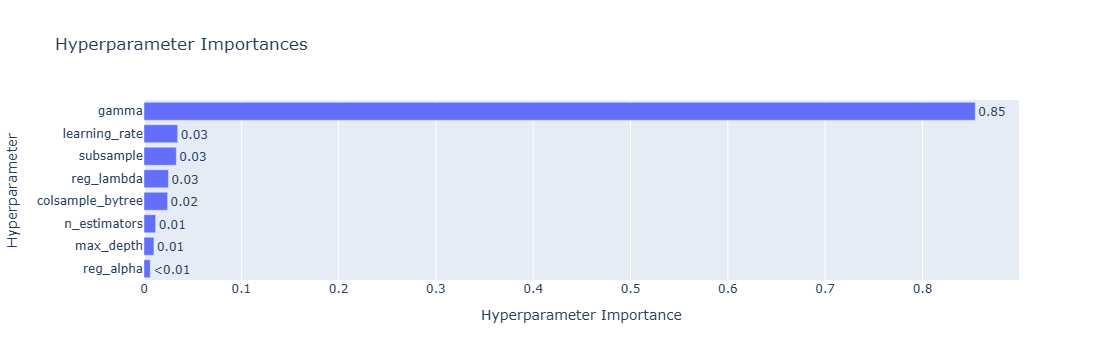 Hyperparameter Importances
Hyperparameter
gamma 0.85
learning_rate 0.03
subsample 0.03
reg_lambda 0.03
colsample_bytree 0.02
n_estimators 0.01
max_depth 0.01
reg_alpha <0.01
0 0.1 0.2 0.3 0.4 0.5 0.6 0.7 0.8
Hyperparameter Importance